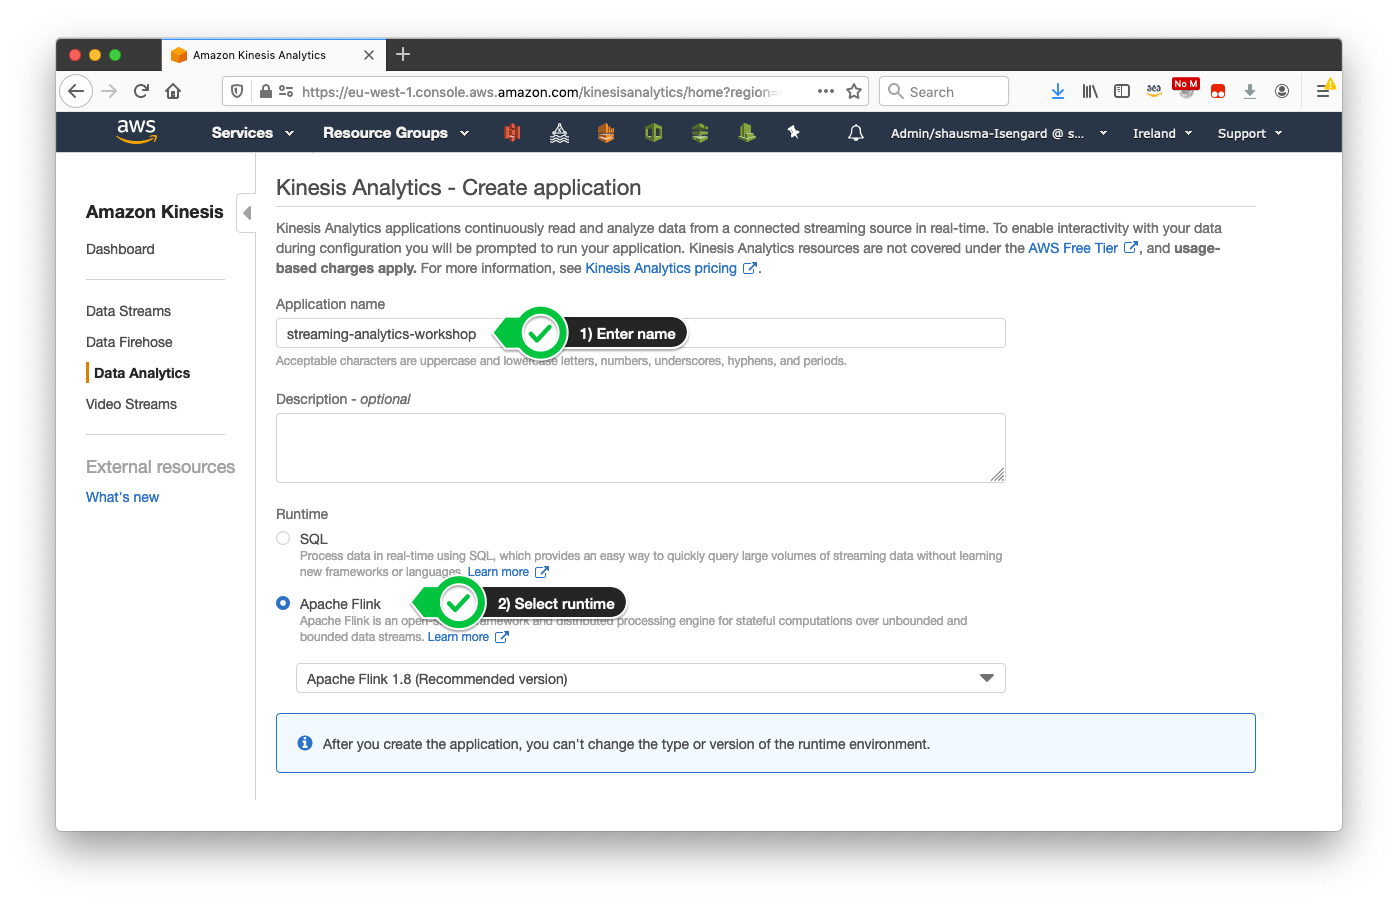 Amazon Kinesis Analytics
https://eu-west-1.console.aws.amazon.com/kinesisanalytics/home?region=
Search
No M
aws
Services
Resource Groups
Admin/shausma-Isengard @ s...
Ireland
Support
Amazon Kinesis
Dashboard
Data Streams
Data Firehose
Data Analytics
Video Streams
External resources
What's new
Kinesis Analytics - Create application
Kinesis Analytics applications continuously read and analyze data from a connected streaming source in real-time. To enable interactivity with your data
during configuration you will be prompted to run your application. Kinesis Analytics resources are not covered under the AWS Free Tier, and usage-
based charges apply. For more information, see Kinesis Analytics pricing.
Application name
streaming-analytics-workshop
1) Enter name
Acceptable characters are uppercase and lowercase letters, numbers, underscores, hyphens, and periods.
Description - optional
Runtime
SQL
Process data in real-time using SQL, which provides an easy way to quickly query large volumes of streaming data without learning
new frameworks or languages. Learn more
Apache Flink
2) Select runtime
Apache Flink is an open-source framework and distributed processing engine for stateful computations over unbounded and
bounded data streams. Learn more
Apache Flink 1.8 (Recommended version)
After you create the application, you can't change the type or version of the runtime environment.